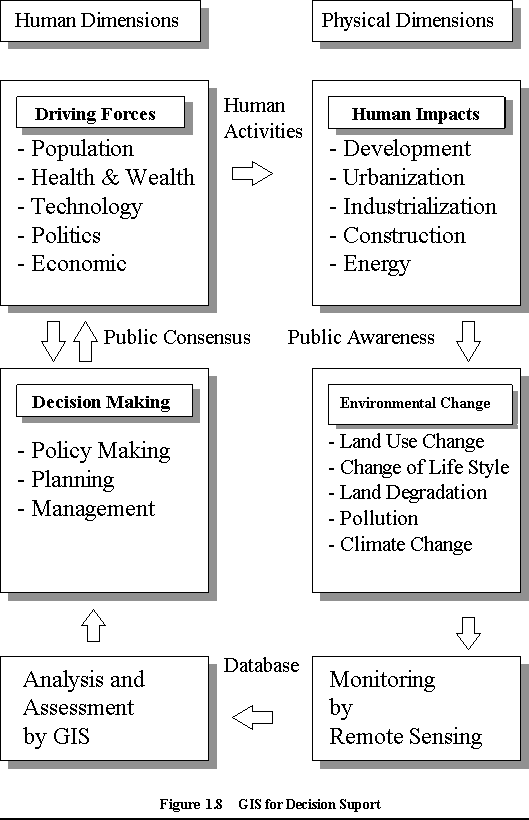 Human Dimensions
Physical Dimensions
Driving Forces
- Population
- Health & Wealth
- Technology
- Politics
- Economic
Human
Activities
Human Impacts
- Development
- Urbanization
- Industrialization
- Construction
- Energy
Public Consensus
Public Awareness
Decision Making
- Policy Making
- Planning
- Management
Environmental Change
- Land Use Change
- Change of Life Style
- Land Degradation
- Pollution
- Climate Change
Analysis and
Assessment
by GIS
Database
Monitoring
by
Remote Sensing
Figure 1.8 GIS for Decision Suport